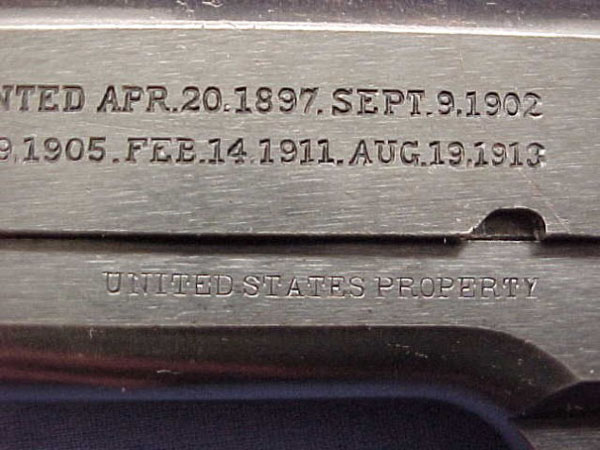 NTED APR.20.1897. SEPT.9.1902
9,1905. FEB.14.1911. AUG.19.1913
UNITED STATES PROPERTY